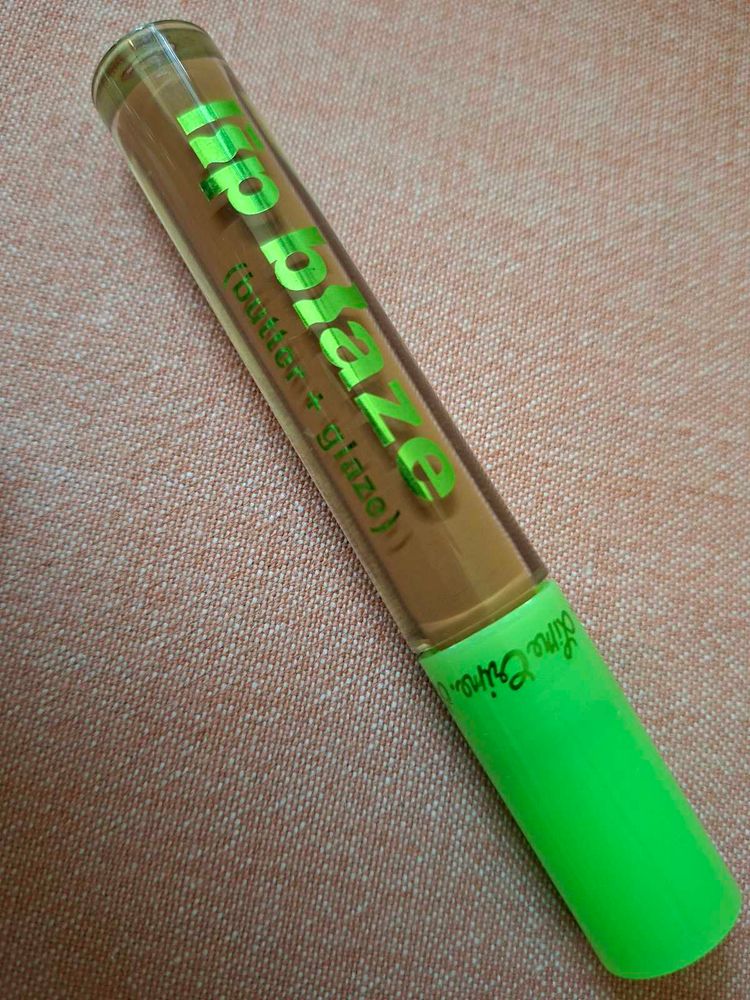 lip blaze
(butter + glaze)
Lime Crime.